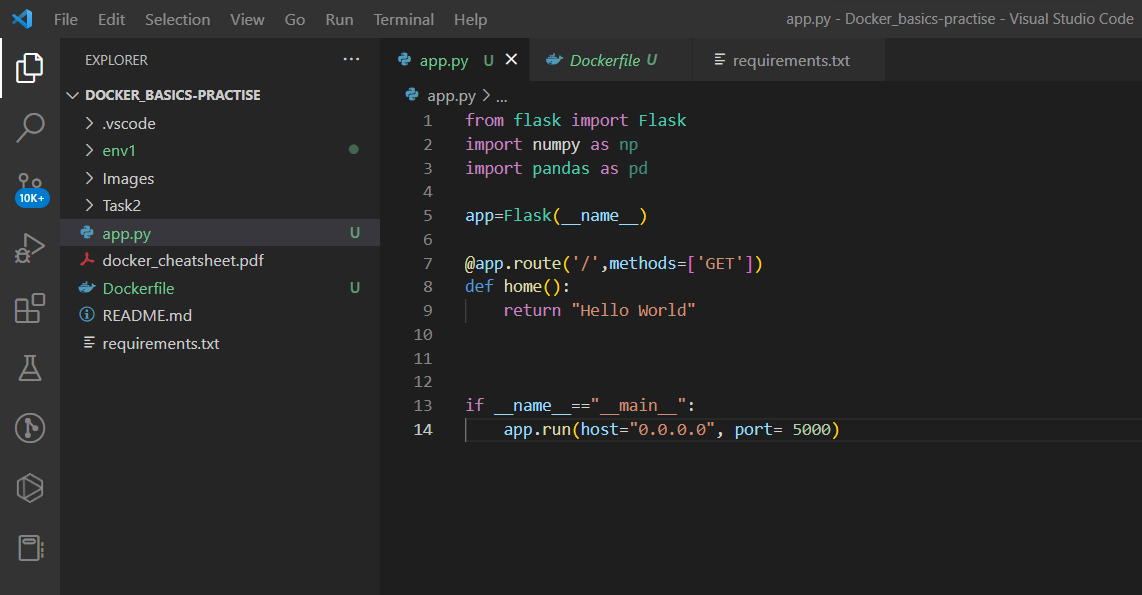 File Edit Selection View Go Run Terminal Help app.py - Docker_basics-practise - Visual Studio Code
EXPLORER ...
DOCKER_BASICS-PRACTISE
.vscode
env1
Images
Task2
app.py U
docker_cheatsheet.pdf
Dockerfile U
README.md
requirements.txt
10K+
app.py U Dockerfile U requirements.txt
app.py > ...
1 from flask import Flask
2 import numpy as np
3 import pandas as pd
4
5 app=Flask(__name__)
6
7 @app.route('/',methods=['GET'])
8 def home():
9     return "Hello World"
10
11
12
13 if __name__=="__main__":
14     app.run(host="0.0.0.0", port= 5000)